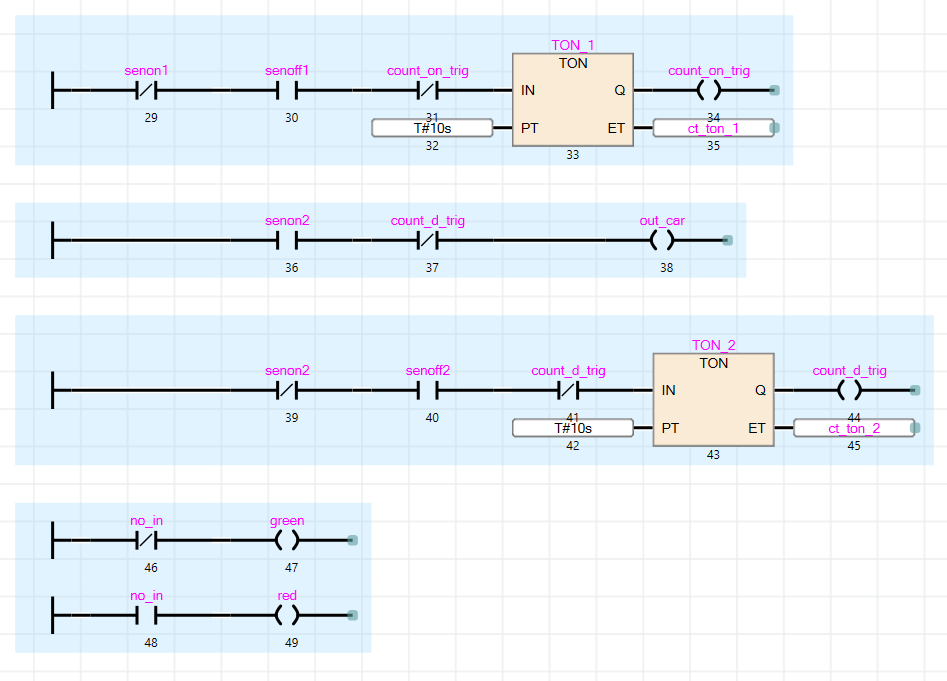 TON_1
TON
senon1 senoff1 count_on_trig count_on_trig
IN Q
29 30 31 34
T#10s PT ET ct_ton_1
32 33 35
senon2 count_d_trig out_car
36 37 38
TON_2
TON
senon2 senoff2 count_d_trig count_d_trig
IN Q
39 40 41 44
T#10s PT ET ct_ton_2
42 43 45
no_in green
46 47
no_in red
48 49